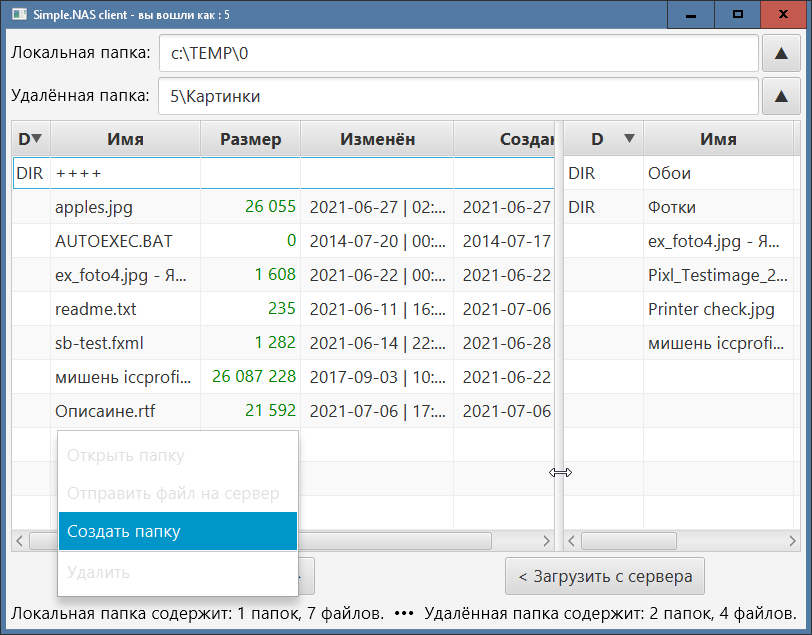 Simple.NAS client - вы вошли как : 5
Локальная папка: c:\TEMP\0 ▲
Удалённая папка: 5\Картинки ▲
D▼ Имя Размер Изменён Создан D ▼ Имя
DIR ++++ DIR Обои
apples.jpg 26 055 2021-06-27 | 02:... 2021-06-27 DIR Фотки
AUTOEXEC.BAT 0 2014-07-20 | 00:... 2014-07-17 ex_foto4.jpg - Я...
ex_foto4.jpg - Я... 1 608 2021-06-22 | 00:... 2021-06-22 Pixl_Testimage_2...
readme.txt 235 2021-06-11 | 16:... 2021-07-06 Printer check.jpg
sb-test.fxml 1 282 2021-06-14 | 22:... 2021-06-28 мишень iccprofi...
мишень iccprofi... 26 087 228 2017-09-03 | 10:... 2021-06-22
Описаине.rtf 21 592 2021-07-06 | 17:... 2021-07-06
Открыть папку
Отправить файл на сервер
Создать папку
Удалить
< Загрузить с сервера
Локальная папка содержит: 1 папок, 7 файлов. ••• Удалённая папка содержит: 2 папок, 4 файлов.